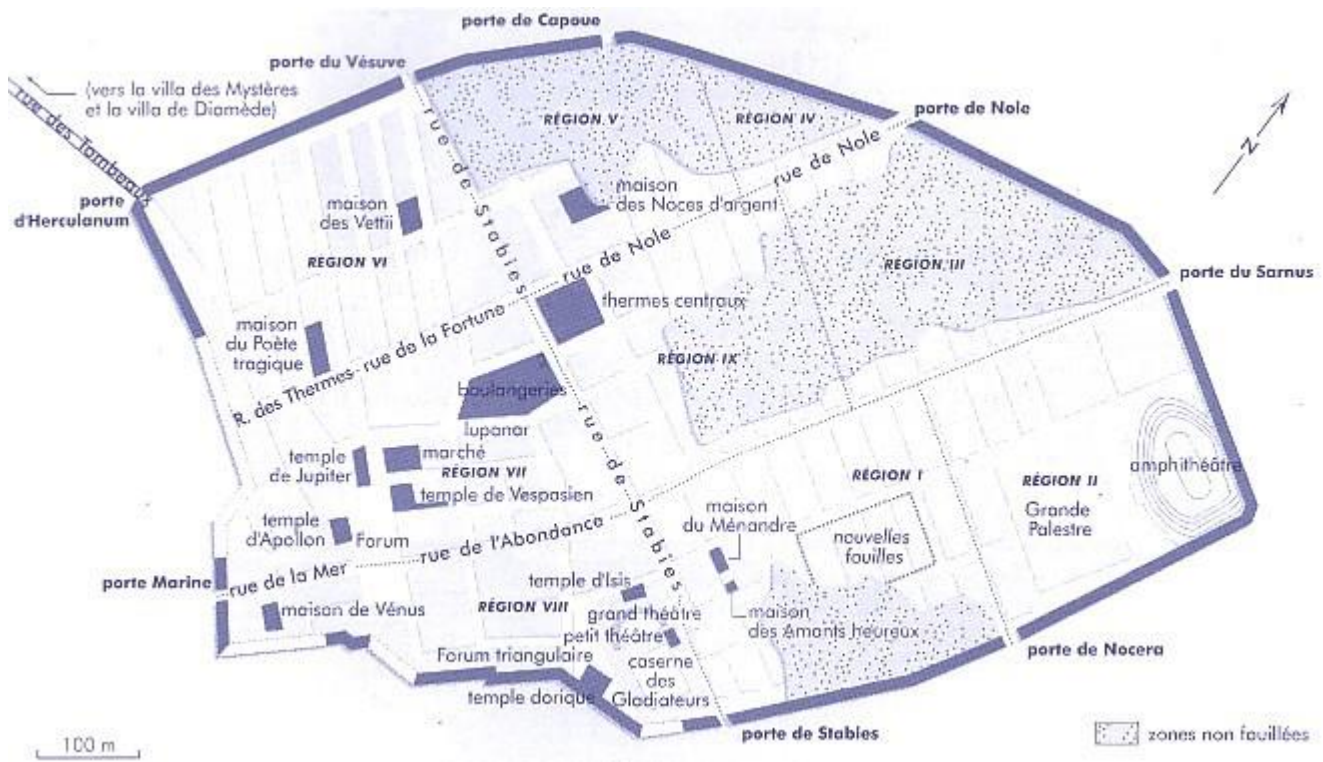 porte de Capoue
porte du Vésuve
(vers la villa des Mystères
et la villa de Diomède)
rue des Tombeaux
porte
d'Herculanum
porte de Nole
N
RÉGION V
RÉGION IV
rue de Nole
rue de Stabies
maison
des Vettii
maison
des Noces d'argent
RÉGION VI
rue de Nole
RÉGION III
porte du Sarnus
thermes centraux
maison
du Poète
tragique
R. des Thermes
rue de la Fortune
RÉGION IX
boulangeries
lupanar
rue de Stabies
temple
de Jupiter
marché
RÉGION VII
temple de Vespasien
RÉGION I
RÉGION II
amphithéâtre
Grande
Palestre
maison
du Ménandre
nouvelles
fouilles
temple
d'Apollon
Forum
rue de l'Abondance
porte Marine
rue de la Mer
maison de Vénus
RÉGION VIII
temple d'Isis
grand théâtre
petit théâtre
maison
des Amants heureux
Forum triangulaire
temple dorique
caserne
des
Gladiateurs
porte de Nocera
porte de Stabies
100 m
zones non fouillées